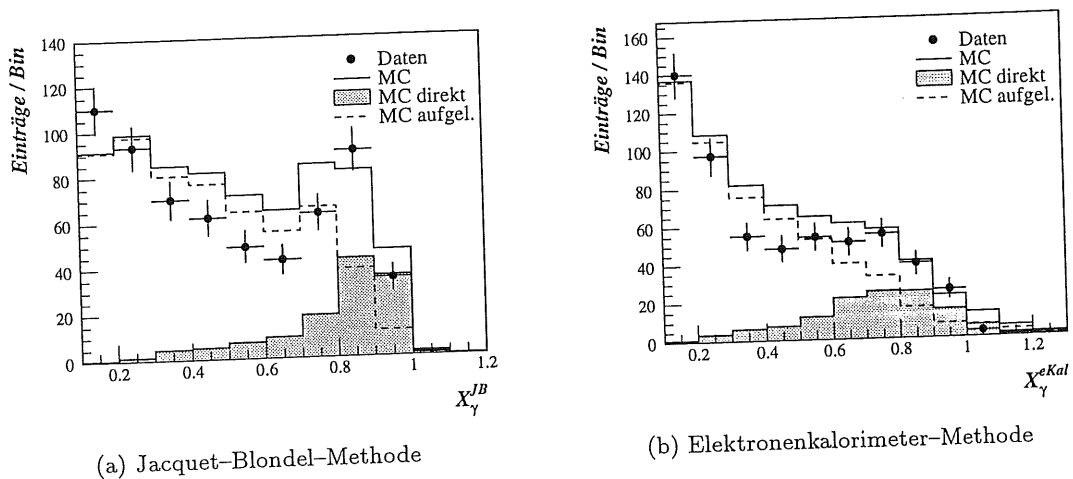 Einträge / Bin
140
120
100
80
60
40
20
0
0.2
0.4
0.6
0.8
1
1.2
Daten
MC
MC direkt
MC aufgel.
X_γ^JB
(a) Jacquet–Blondel–Methode
Einträge / Bin
160
140
120
100
80
60
40
20
0
0.2
0.4
0.6
0.8
1
1.2
Daten
MC
MC direkt
MC aufgel.
X_γ^eKal
(b) Elektronenkalorimeter–Methode